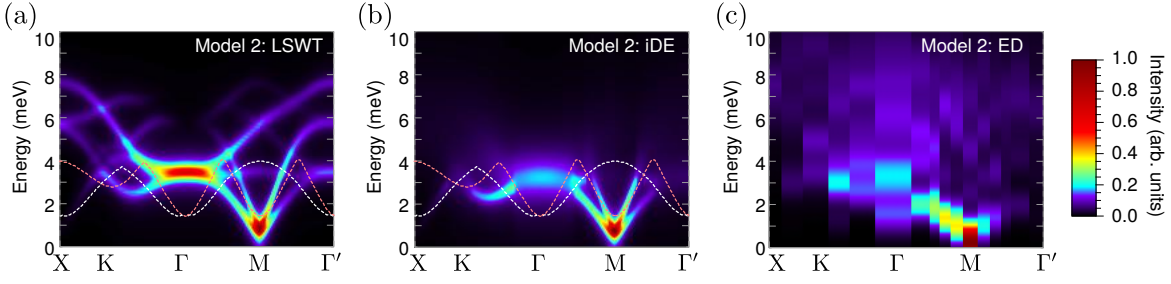 (a)
Model 2: LSWT
Energy (meV)
10
8
6
4
2
0
X K Γ M Γ′
(b)
Model 2: iDE
Energy (meV)
10
8
6
4
2
0
X K Γ M Γ′
(c)
Model 2: ED
Energy (meV)
10
8
6
4
2
0
X K Γ M Γ′
1.0
0.8
0.6
0.4
0.2
0.0
Intensity (arb. units)